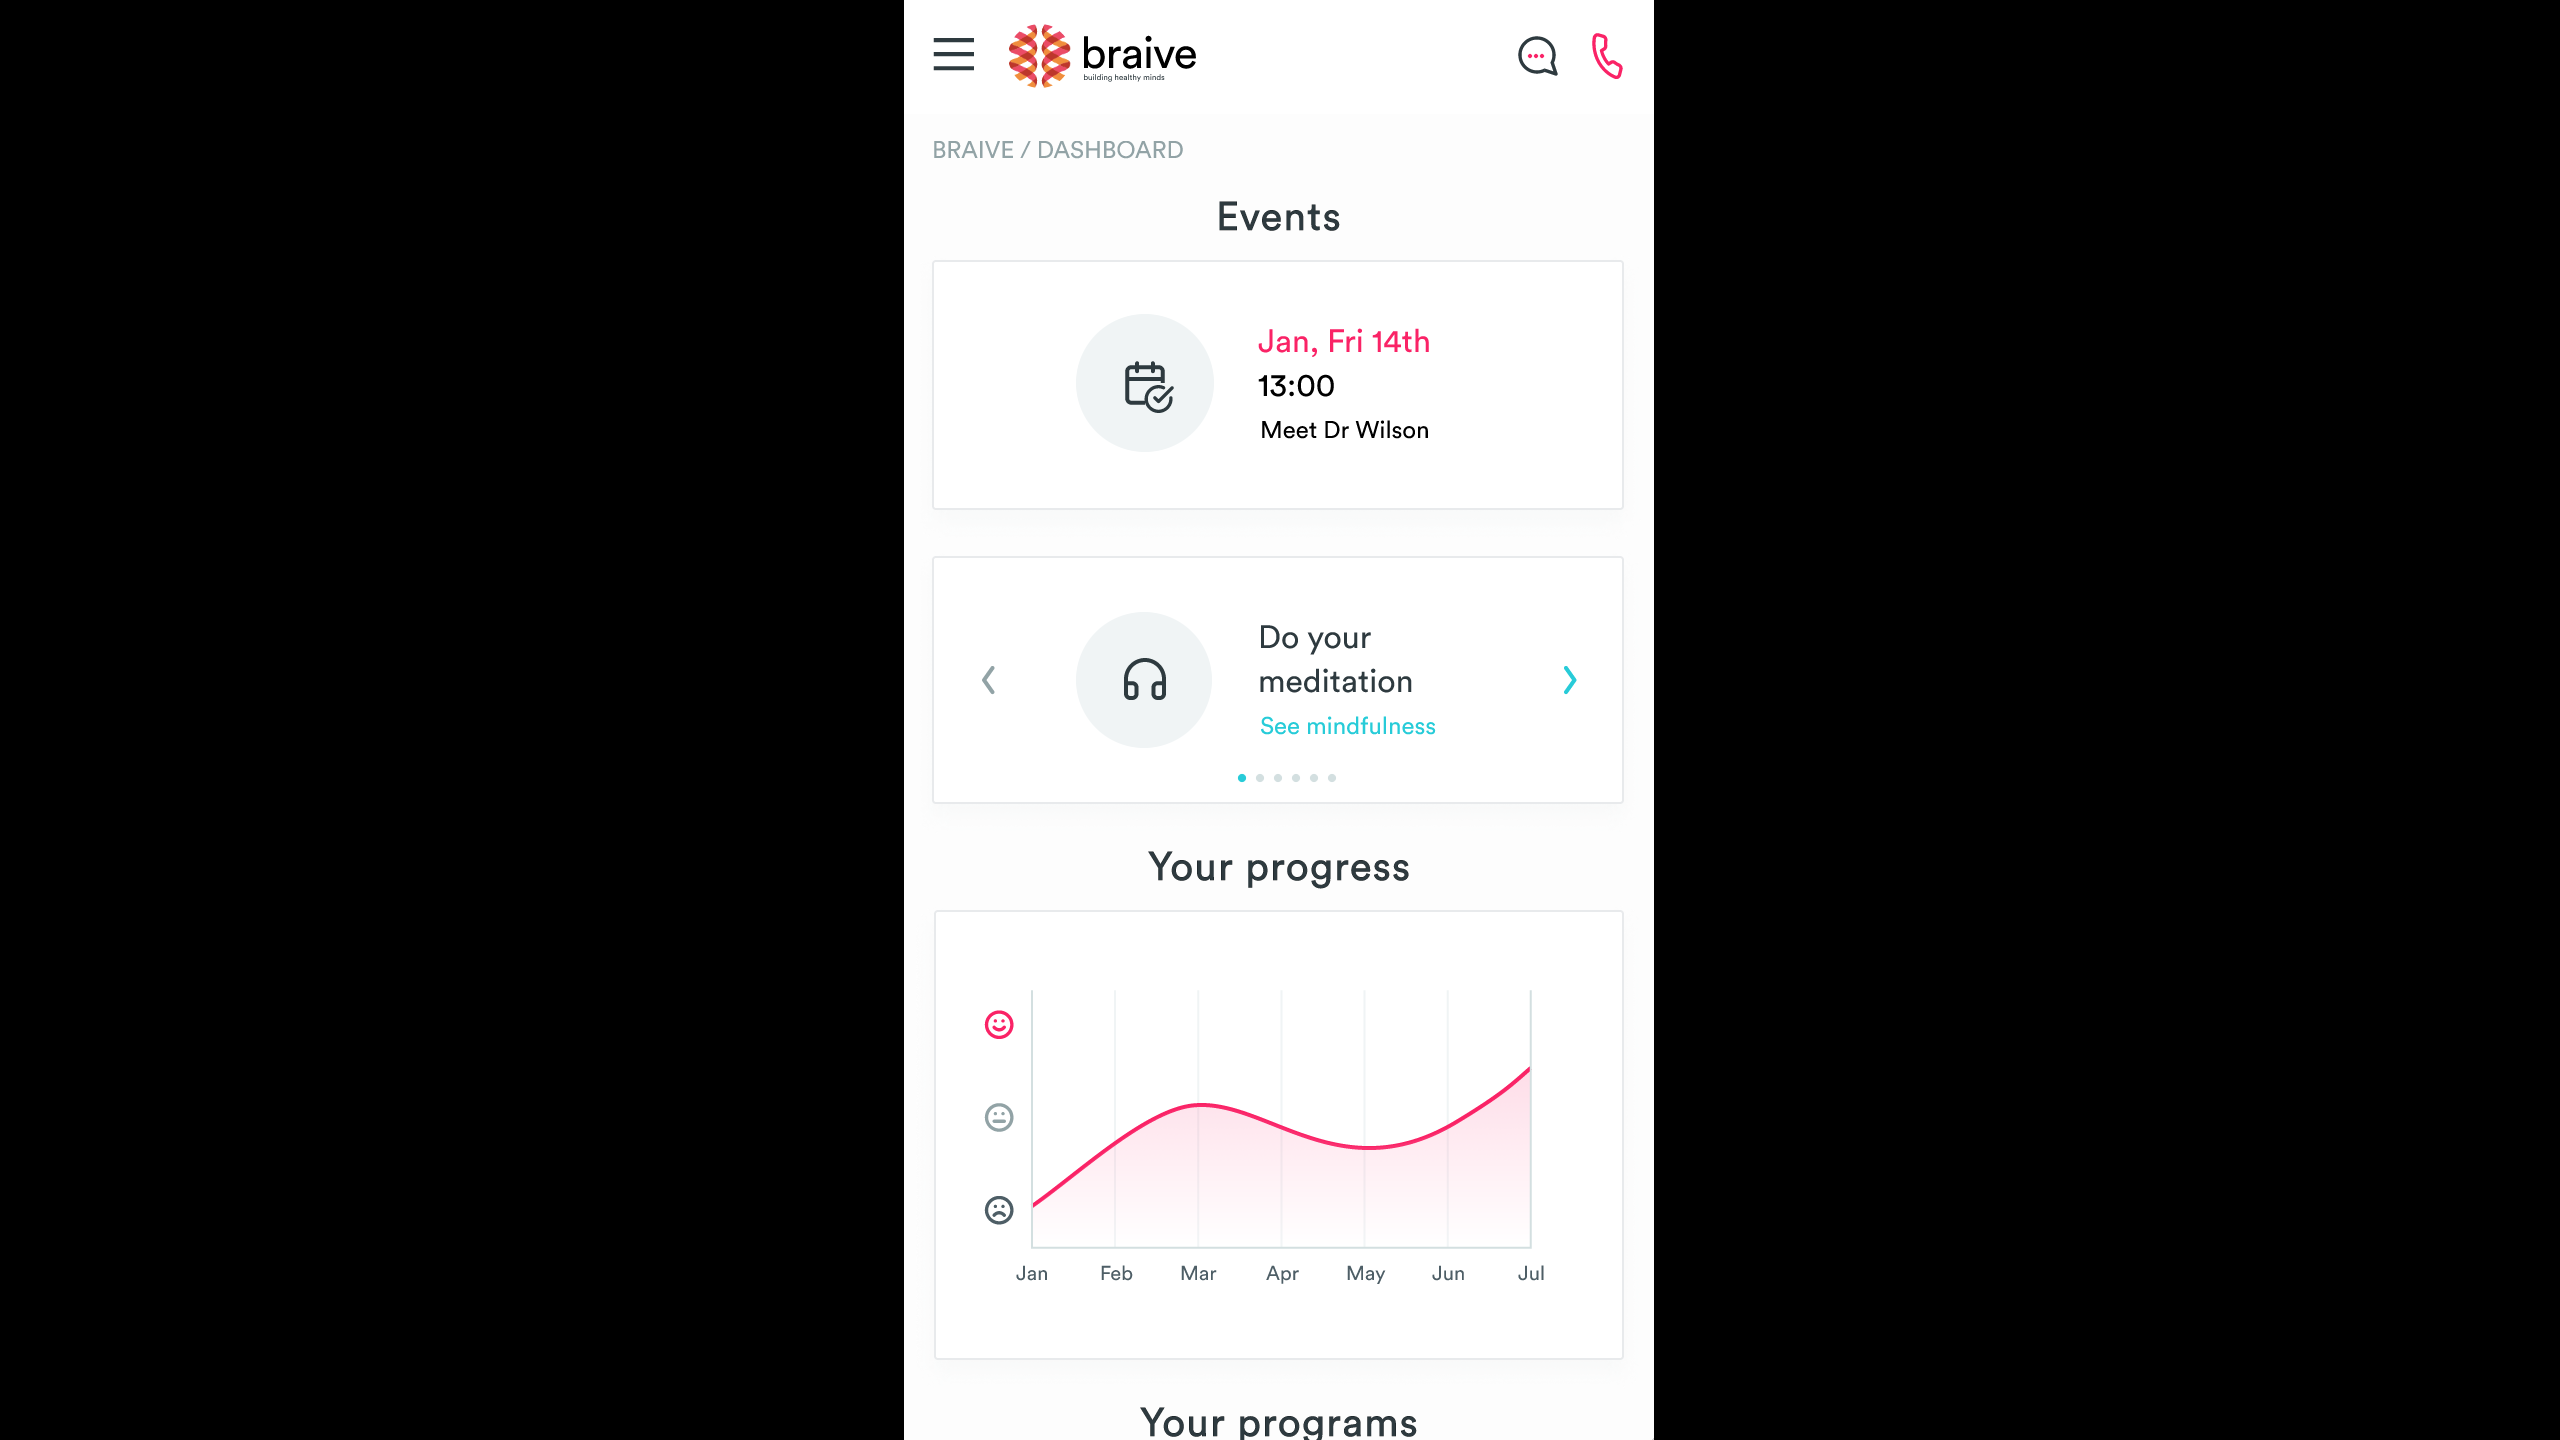 braive
building healthy minds
BRAIVE / DASHBOARD
Events
Jan, Fri 14th
13:00
Meet Dr Wilson
Do your
meditation
See mindfulness
Your progress
Jan Feb Mar Apr May Jun Jul
Your programs